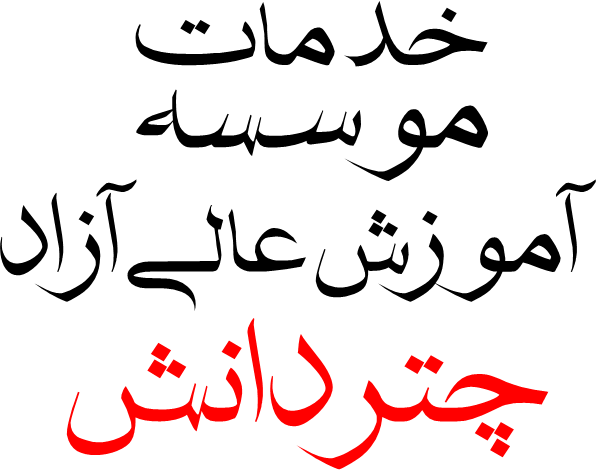 خدمات
موسسه
آموزش عالی آزاد
چتر دانش